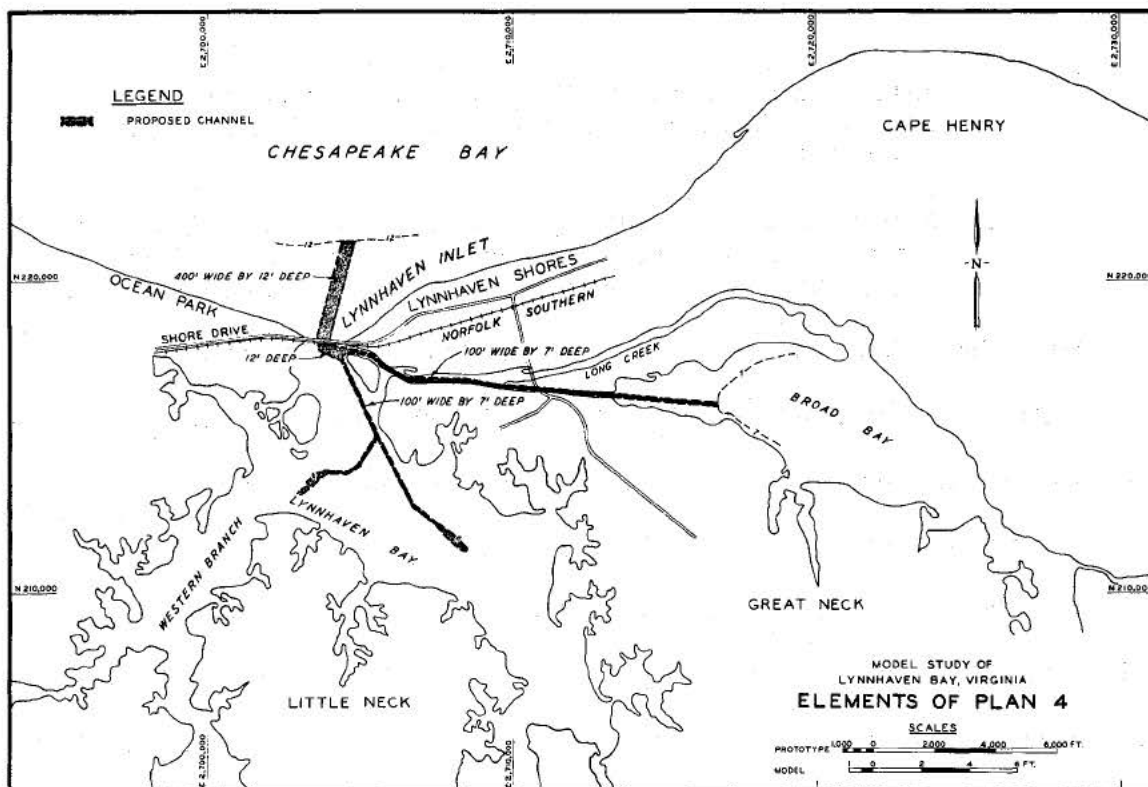 E 2,700,000
E 2,710,000
E 2,720,000
E 2,730,000
LEGEND
PROPOSED CHANNEL
CHESAPEAKE BAY
CAPE HENRY
-N-
12
12
N 220,000
N 220,000
400' WIDE BY 12' DEEP
LYNNHAVEN INLET
OCEAN PARK
LYNNHAVEN SHORES
NORFOLK SOUTHERN
SHORE DRIVE
12' DEEP
100' WIDE BY 7' DEEP
LONG CREEK
100' WIDE BY 7' DEEP
7
BROAD BAY
7
LYNNHAVEN BAY
WESTERN BRANCH
N 210,000
N 210,000
GREAT NECK
LITTLE NECK
MODEL STUDY OF
LYNNHAVEN BAY, VIRGINIA
ELEMENTS OF PLAN 4
SCALES
PROTOTYPE 1,000 0 2,000 4,000 6,000 FT.
MODEL 1 0 2 4 6 FT.
E 2,700,000
E 2,710,000